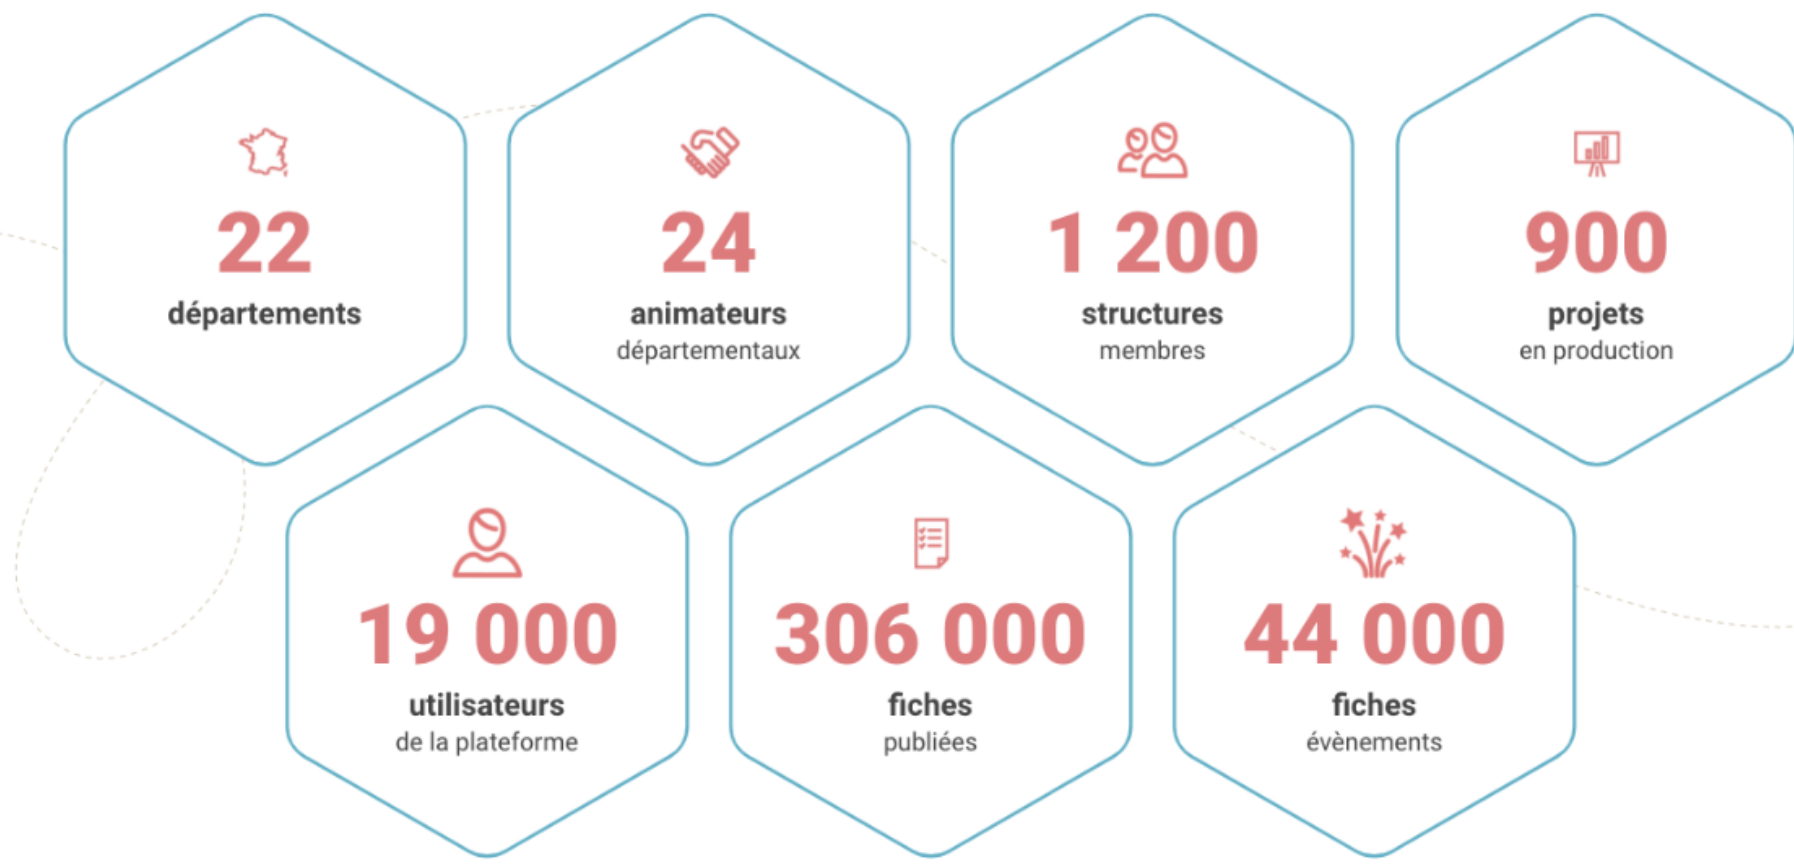 22
départements
24
animateurs
départementaux
1 200
structures
membres
900
projets
en production
19 000
utilisateurs
de la plateforme
306 000
fiches
publiées
44 000
fiches
évènements